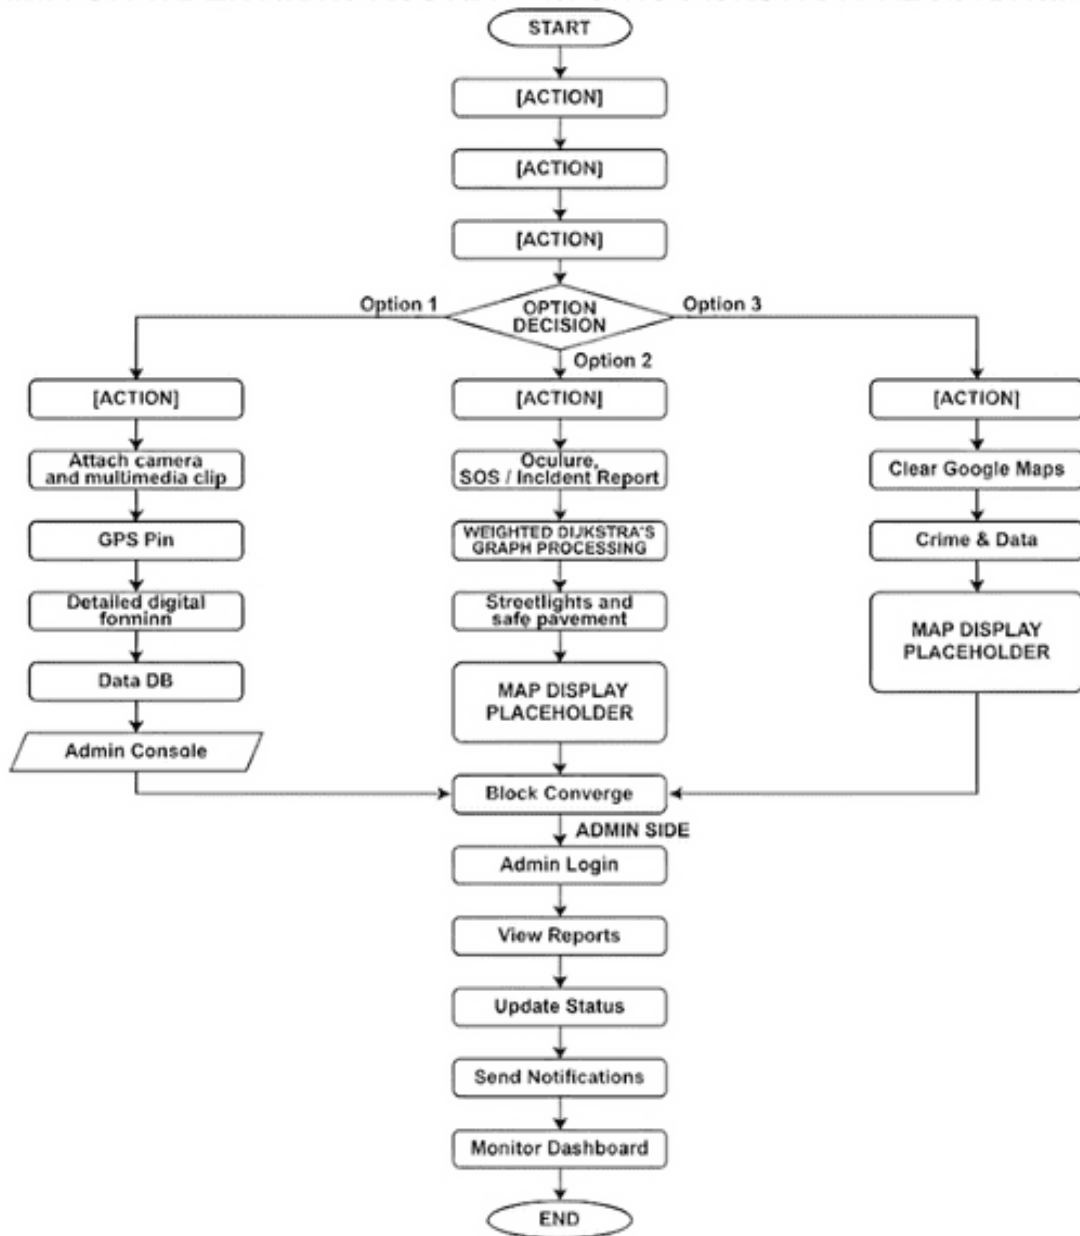 START
[ACTION]
[ACTION]
[ACTION]
OPTION
DECISION
Option 1
Option 2
Option 3
[ACTION]
Attach camera
and multimedia clip
GPS Pin
Detailed digital
forminn
Data DB
Admin Console
[ACTION]
Oculure,
SOS / Incident Report
WEIGHTED DIJKSTRA'S
GRAPH PROCESSING
Streetlights and
safe pavement
MAP DISPLAY
PLACEHOLDER
[ACTION]
Clear Google Maps
Crime & Data
MAP DISPLAY
PLACEHOLDER
Block Converge
ADMIN SIDE
Admin Login
View Reports
Update Status
Send Notifications
Monitor Dashboard
END